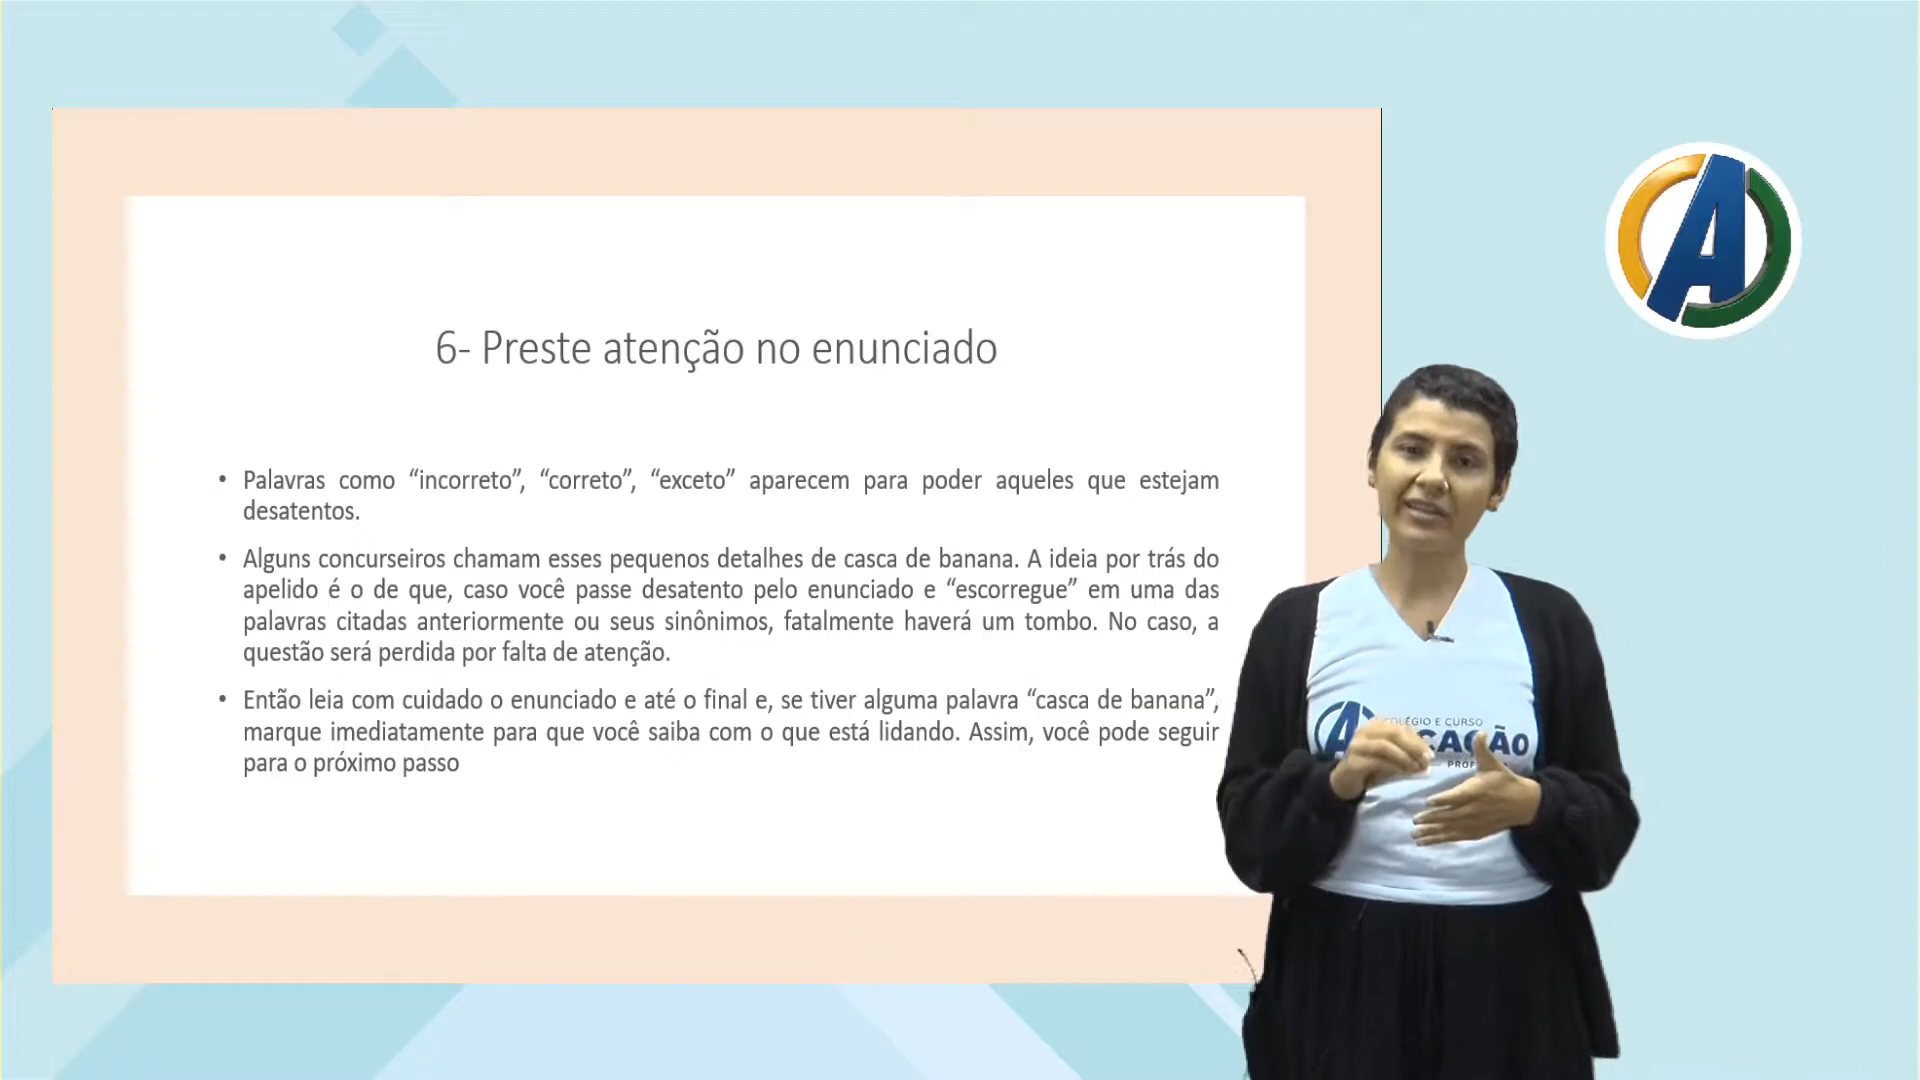 6- Preste atenção no enunciado
• Palavras como “incorreto”, “correto”, “exceto” aparecem para poder aqueles que estejam
desatentos.
• Alguns concurseiros chamam esses pequenos detalhes de casca de banana. A ideia por trás do
apelido é o de que, caso você passe desatento pelo enunciado e “escorregue” em uma das
palavras citadas anteriormente ou seus sinônimos, fatalmente haverá um tombo. No caso, a
questão será perdida por falta de atenção.
• Então leia com cuidado o enunciado e até o final e, se tiver alguma palavra “casca de banana”,
marque imediatamente para que você saiba com o que está lidando. Assim, você pode seguir
para o próximo passo
A
E CURSO